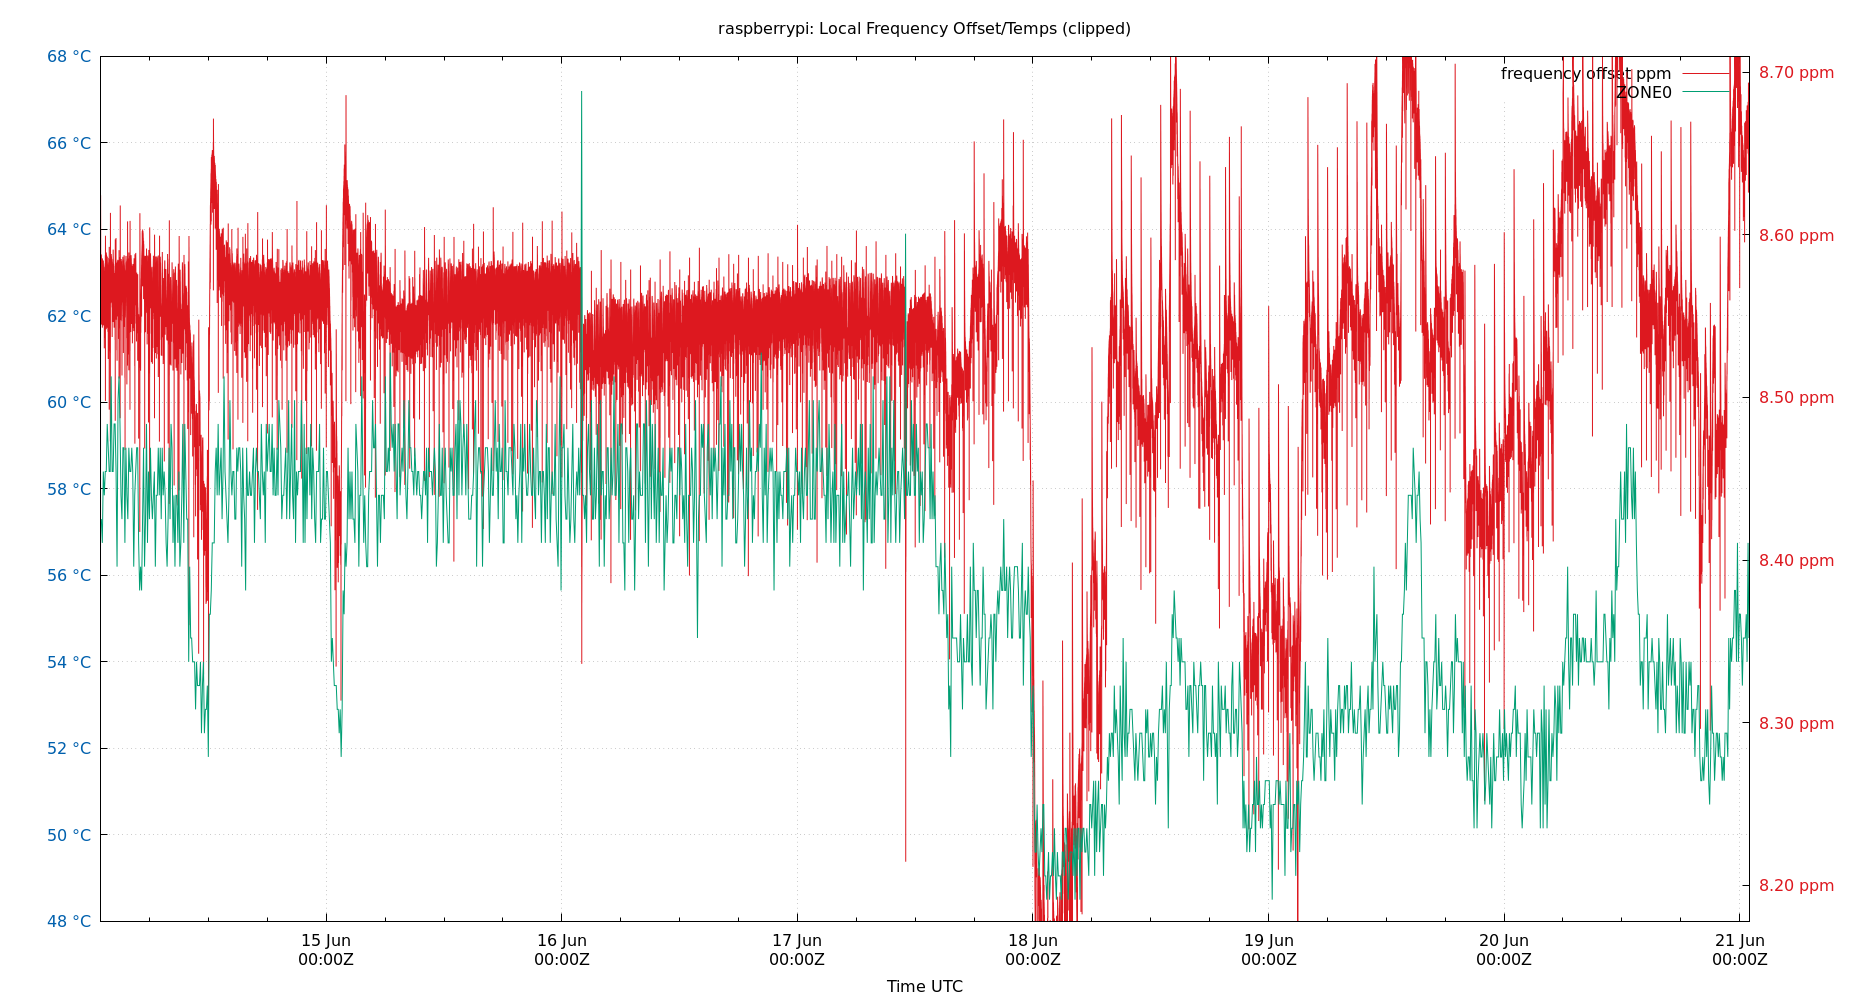 raspberrypi: Local Frequency Offset/Temps (clipped)
68 °C
66 °C
64 °C
62 °C
60 °C
58 °C
56 °C
54 °C
52 °C
50 °C
48 °C
frequency offset ppm
ZONE0
8.70 ppm
8.60 ppm
8.50 ppm
8.40 ppm
8.30 ppm
8.20 ppm
15 Jun
00:00Z
16 Jun
00:00Z
17 Jun
00:00Z
18 Jun
00:00Z
19 Jun
00:00Z
20 Jun
00:00Z
21 Jun
00:00Z
Time UTC